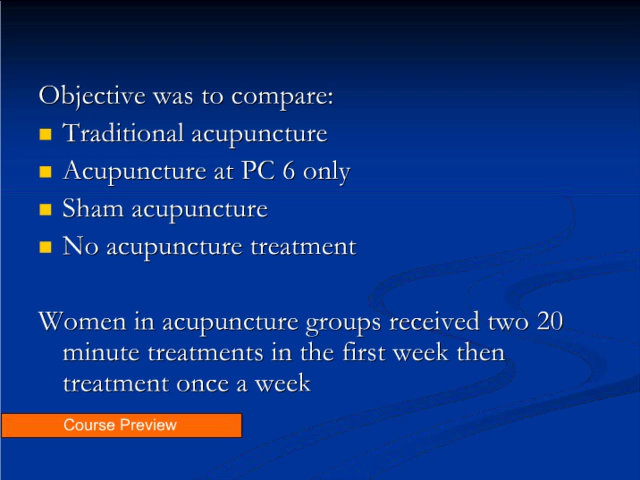 Objective was to compare:
Traditional acupuncture
Acupuncture at PC 6 only
Sham acupuncture
No acupuncture treatment
Women in acupuncture groups received two 20
minute treatments in the first week then
treatment once a week
Course Preview